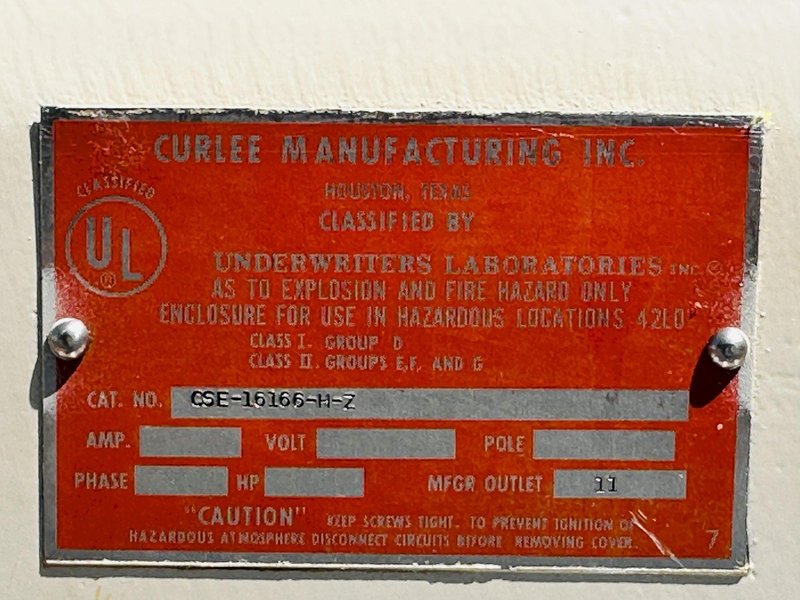 CURLEE MANUFACTURING INC.
HOUSTON, TEXAS
CLASSIFIED
UL
®
CLASSIFIED BY
UNDERWRITERS LABORATORIES INC.®
AS TO EXPLOSION AND FIRE HAZARD ONLY
ENCLOSURE FOR USE IN HAZARDOUS LOCATIONS 42L0
CLASS I. GROUP D
CLASS II. GROUPS E,F, AND G
CAT. NO. CSE-16166-H-Z
AMP. VOLT POLE
PHASE HP MFGR OUTLET 11
"CAUTION" KEEP SCREWS TIGHT. TO PREVENT IGNITION OF
HAZARDOUS ATMOSPHERE DISCONNECT CIRCUITS BEFORE REMOVING COVER.
7